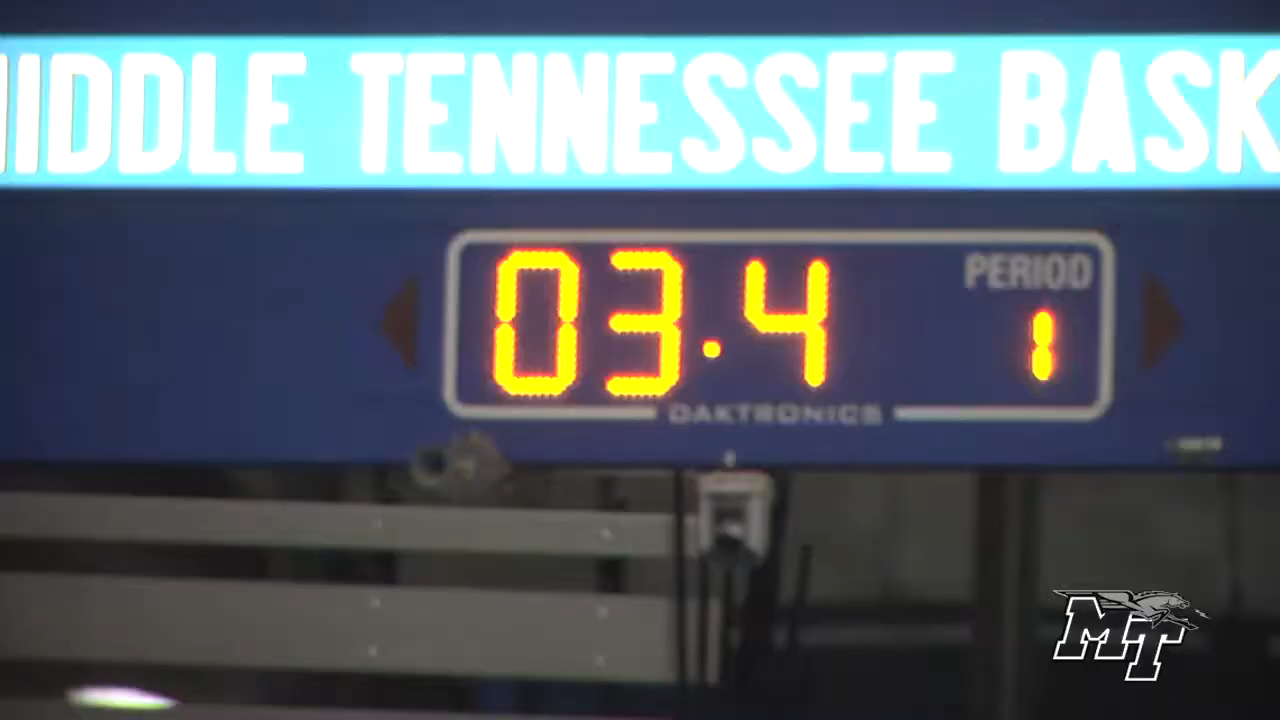 IDDLE TENNESSEE BASK
03.4
PERIOD
1
DAKTRONICS
MT